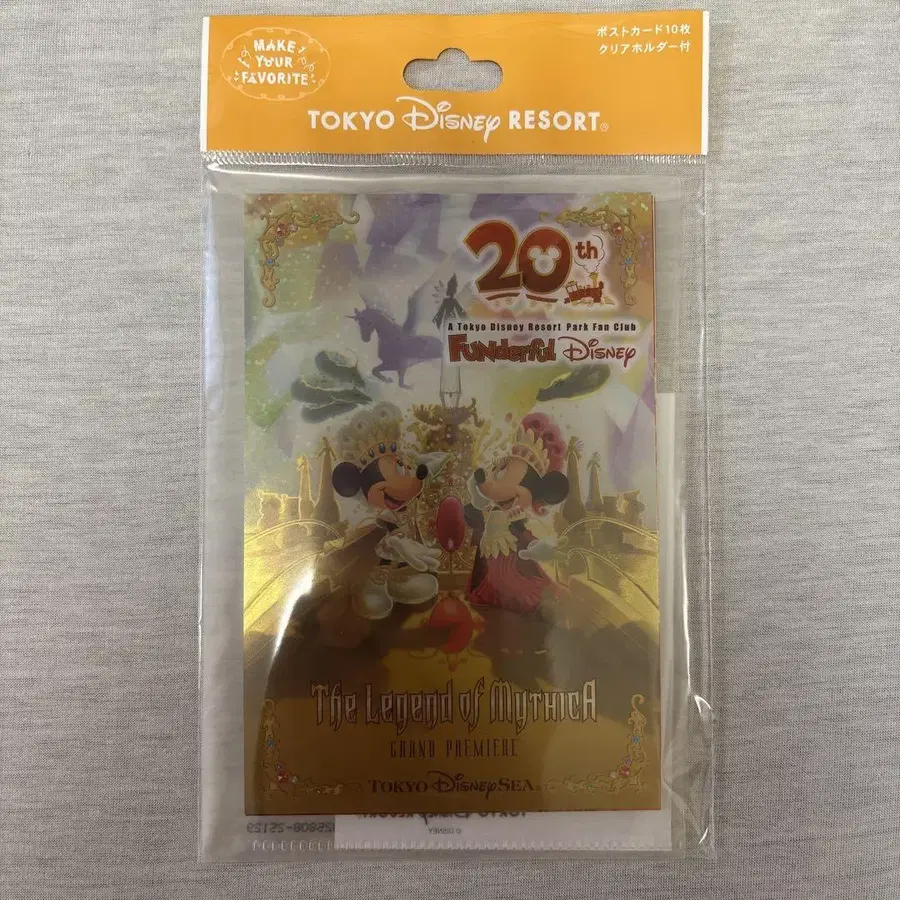 MAKE
YOUR
FAVORITE
ポストカード10枚
クリアホルダー付
TOKYO Disney RESORT®
20th
A Tokyo Disney Resort Park Fan Club
FUNderful Disney
The Legend of Mythica
GRAND PREMIERE
TOKYO DisneySEA®
© DISNEY